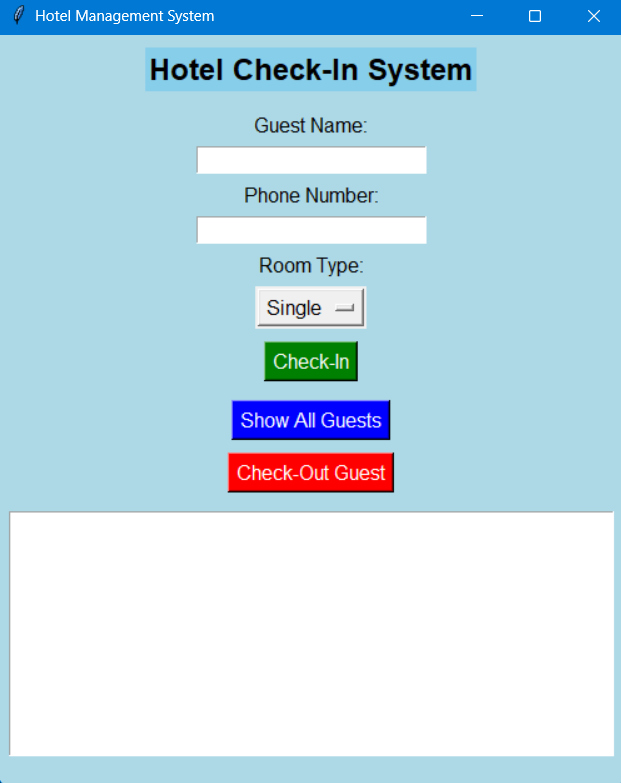 Hotel Management System
Hotel Check-In System
Guest Name:
Phone Number:
Room Type:
Single
Check-In
Show All Guests
Check-Out Guest